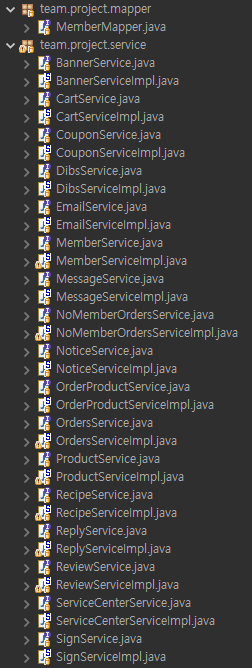 team.project.mapper
MemberMapper.java
team.project.service
BannerService.java
BannerServiceImpl.java
CartService.java
CartServiceImpl.java
CouponService.java
CouponServiceImpl.java
DibsService.java
DibsServiceImpl.java
EmailService.java
EmailServiceImpl.java
MemberService.java
MemberServiceImpl.java
MessageService.java
MessageServiceImpl.java
NoMemberOrdersService.java
NoMemberOrdersServiceImpl.java
NoticeService.java
NoticeServiceImpl.java
OrderProductService.java
OrderProductServiceImpl.java
OrdersService.java
OrdersServiceImpl.java
ProductService.java
ProductServiceImpl.java
RecipeService.java
RecipeServiceImpl.java
ReplyService.java
ReplyServiceImpl.java
ReviewService.java
ReviewServiceImpl.java
ServiceCenterService.java
ServiceCenterServiceImpl.java
SignService.java
SignServiceImpl.java